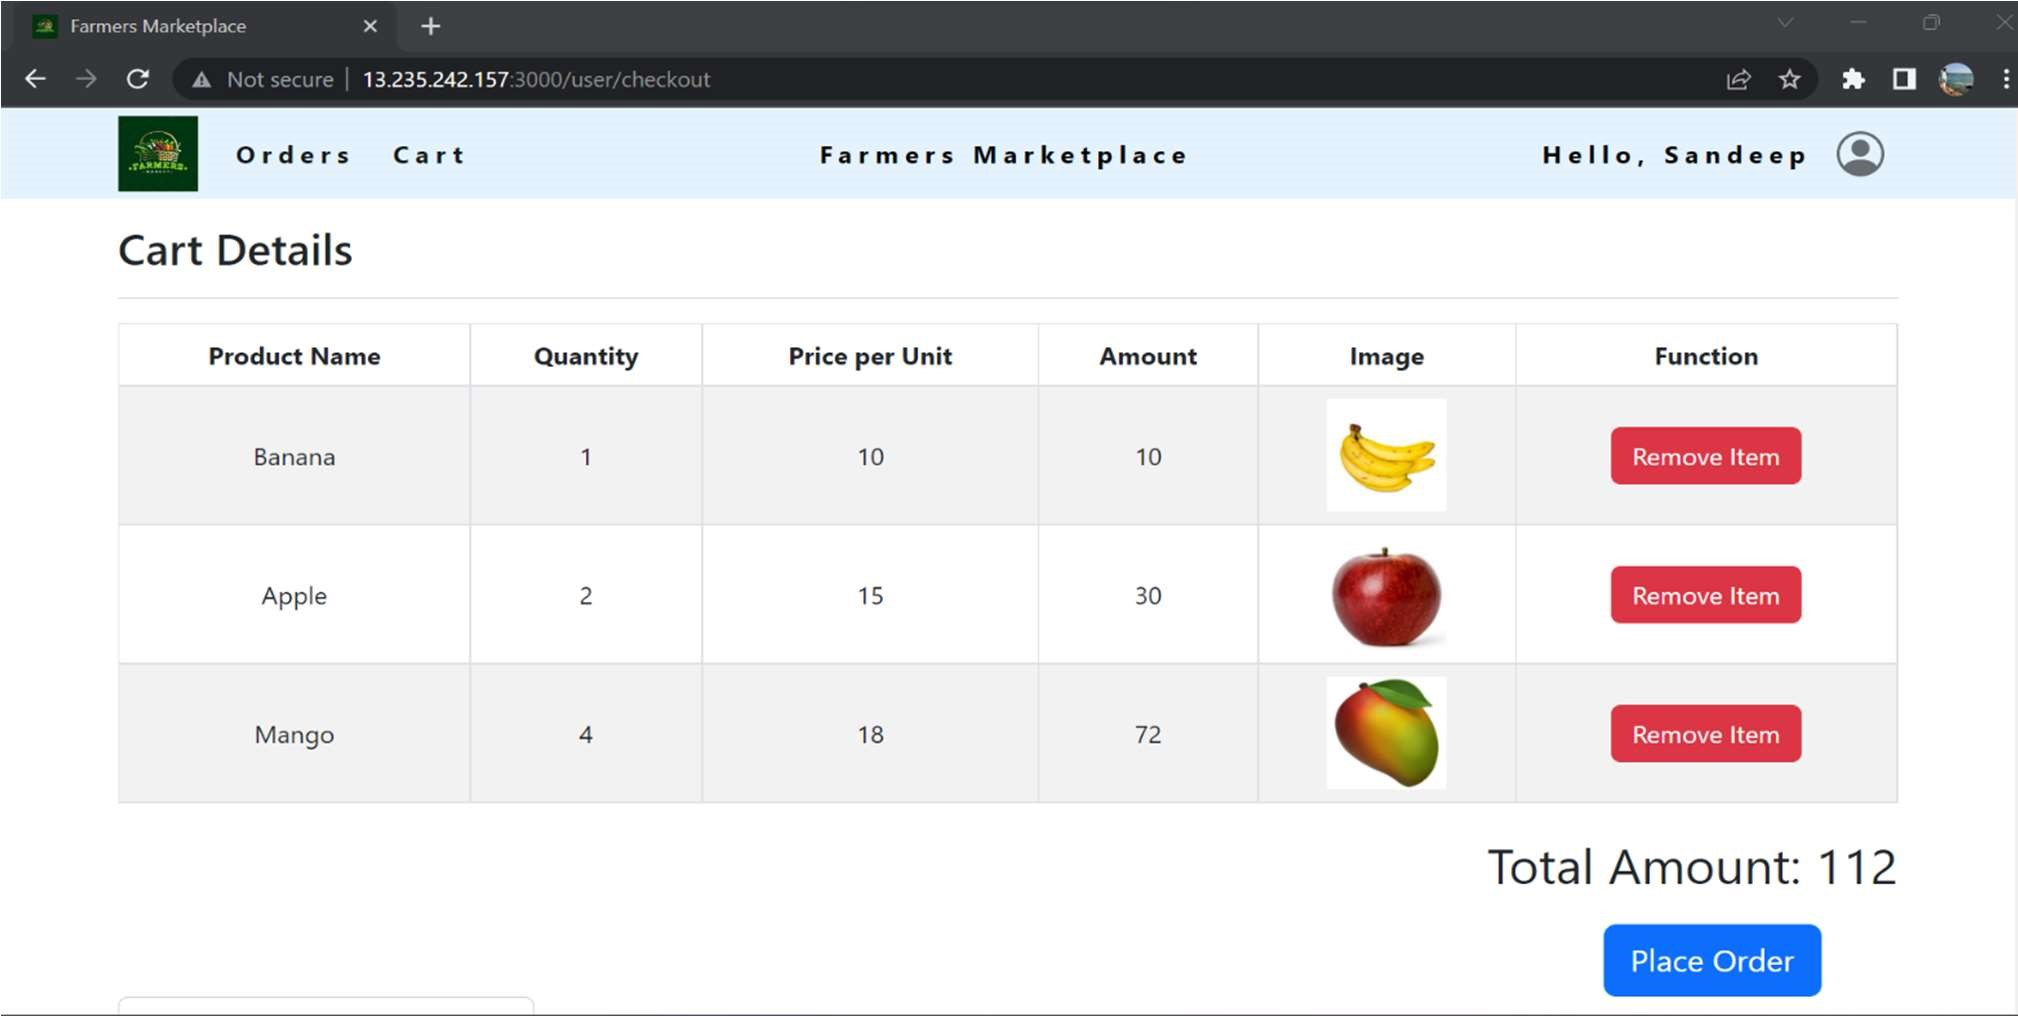 Farmers Marketplace
Not secure | 13.235.242.157:3000/user/checkout
FARMERS
Orders Cart Farmers Marketplace Hello, Sandeep
Cart Details
Product Name Quantity Price per Unit Amount Image Function
Banana 1 10 10 Remove Item
Apple 2 15 30 Remove Item
Mango 4 18 72 Remove Item
Total Amount: 112
Place Order